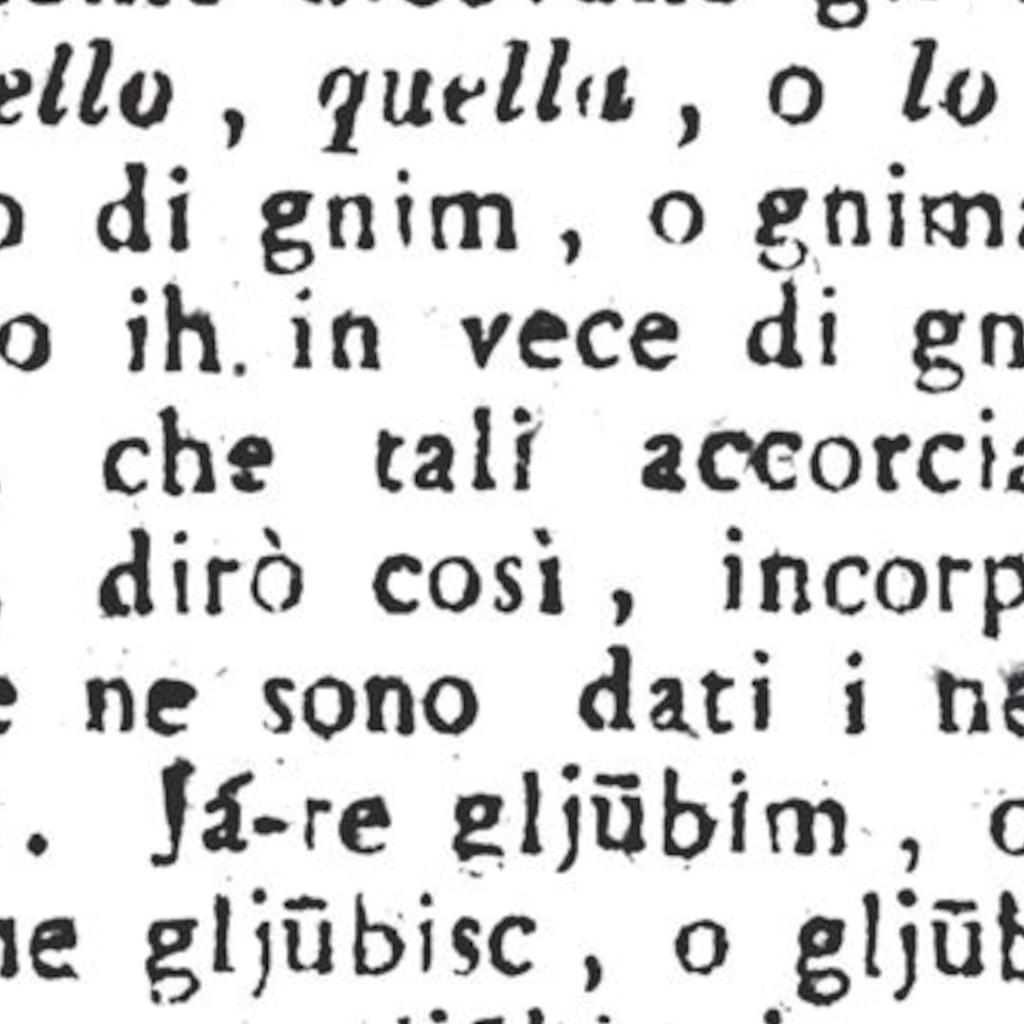 ello , quella , o lo
o di gnim , o gnima
o ih. in vece di gn
che tali accorcia
dirò così , incorp
e ne sono dati i ne
. Já-re gljūbim , o
ne gljūbisc , o gljūb